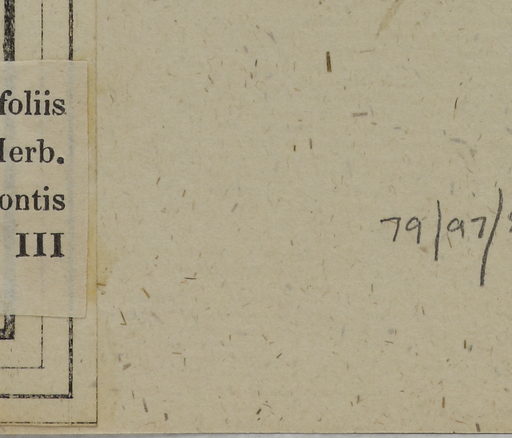 foliis
Herb.
ontis
III
79/97/